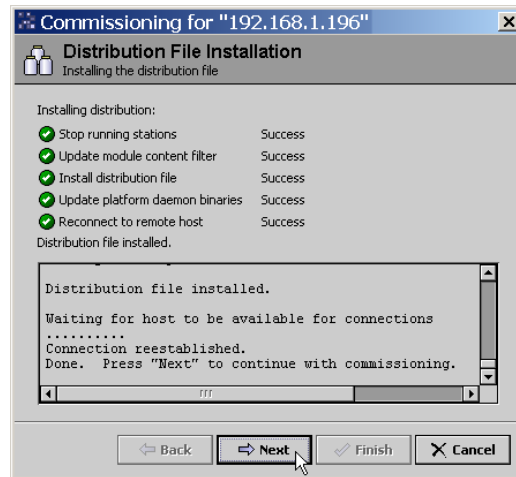 Commissioning for "192.168.1.196"
Distribution File Installation
Installing the distribution file
Installing distribution:
Stop running stations Success
Update module content filter Success
Install distribution file Success
Update platform daemon binaries Success
Reconnect to remote host Success
Distribution file installed.
Distribution file installed.
Waiting for host to be available for connections
..........
Connection reestablished.
Done. Press "Next" to continue with commissioning.
Back Next Finish Cancel